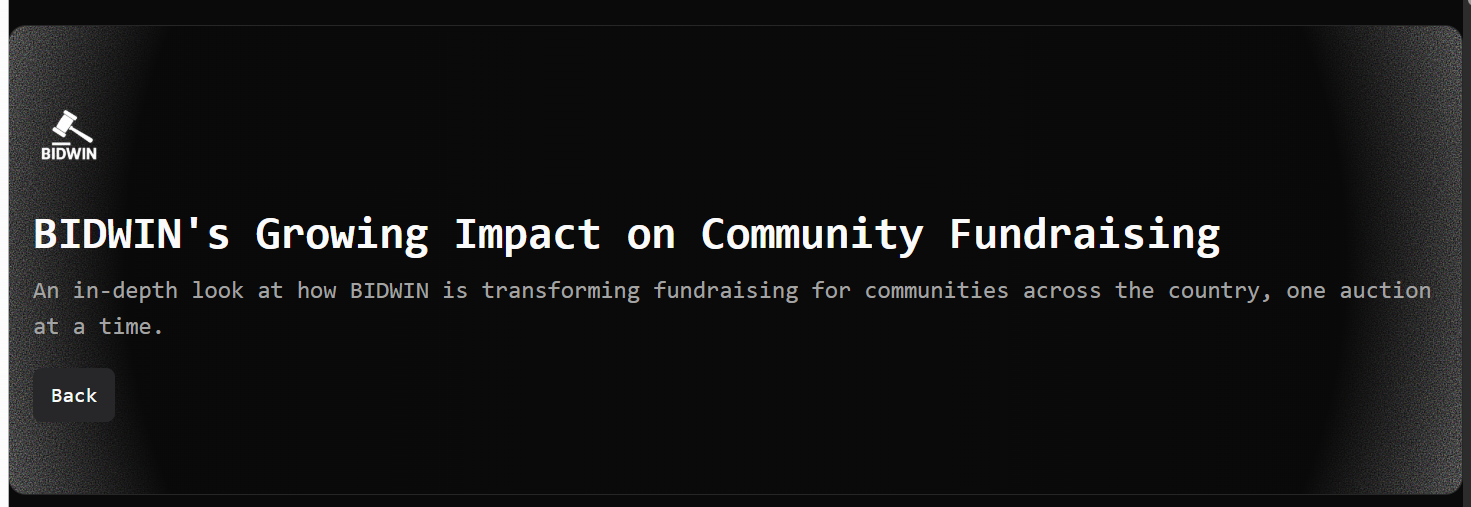 BIDWIN
BIDWIN's Growing Impact on Community Fundraising
An in-depth look at how BIDWIN is transforming fundraising for communities across the country, one auction
at a time.
Back